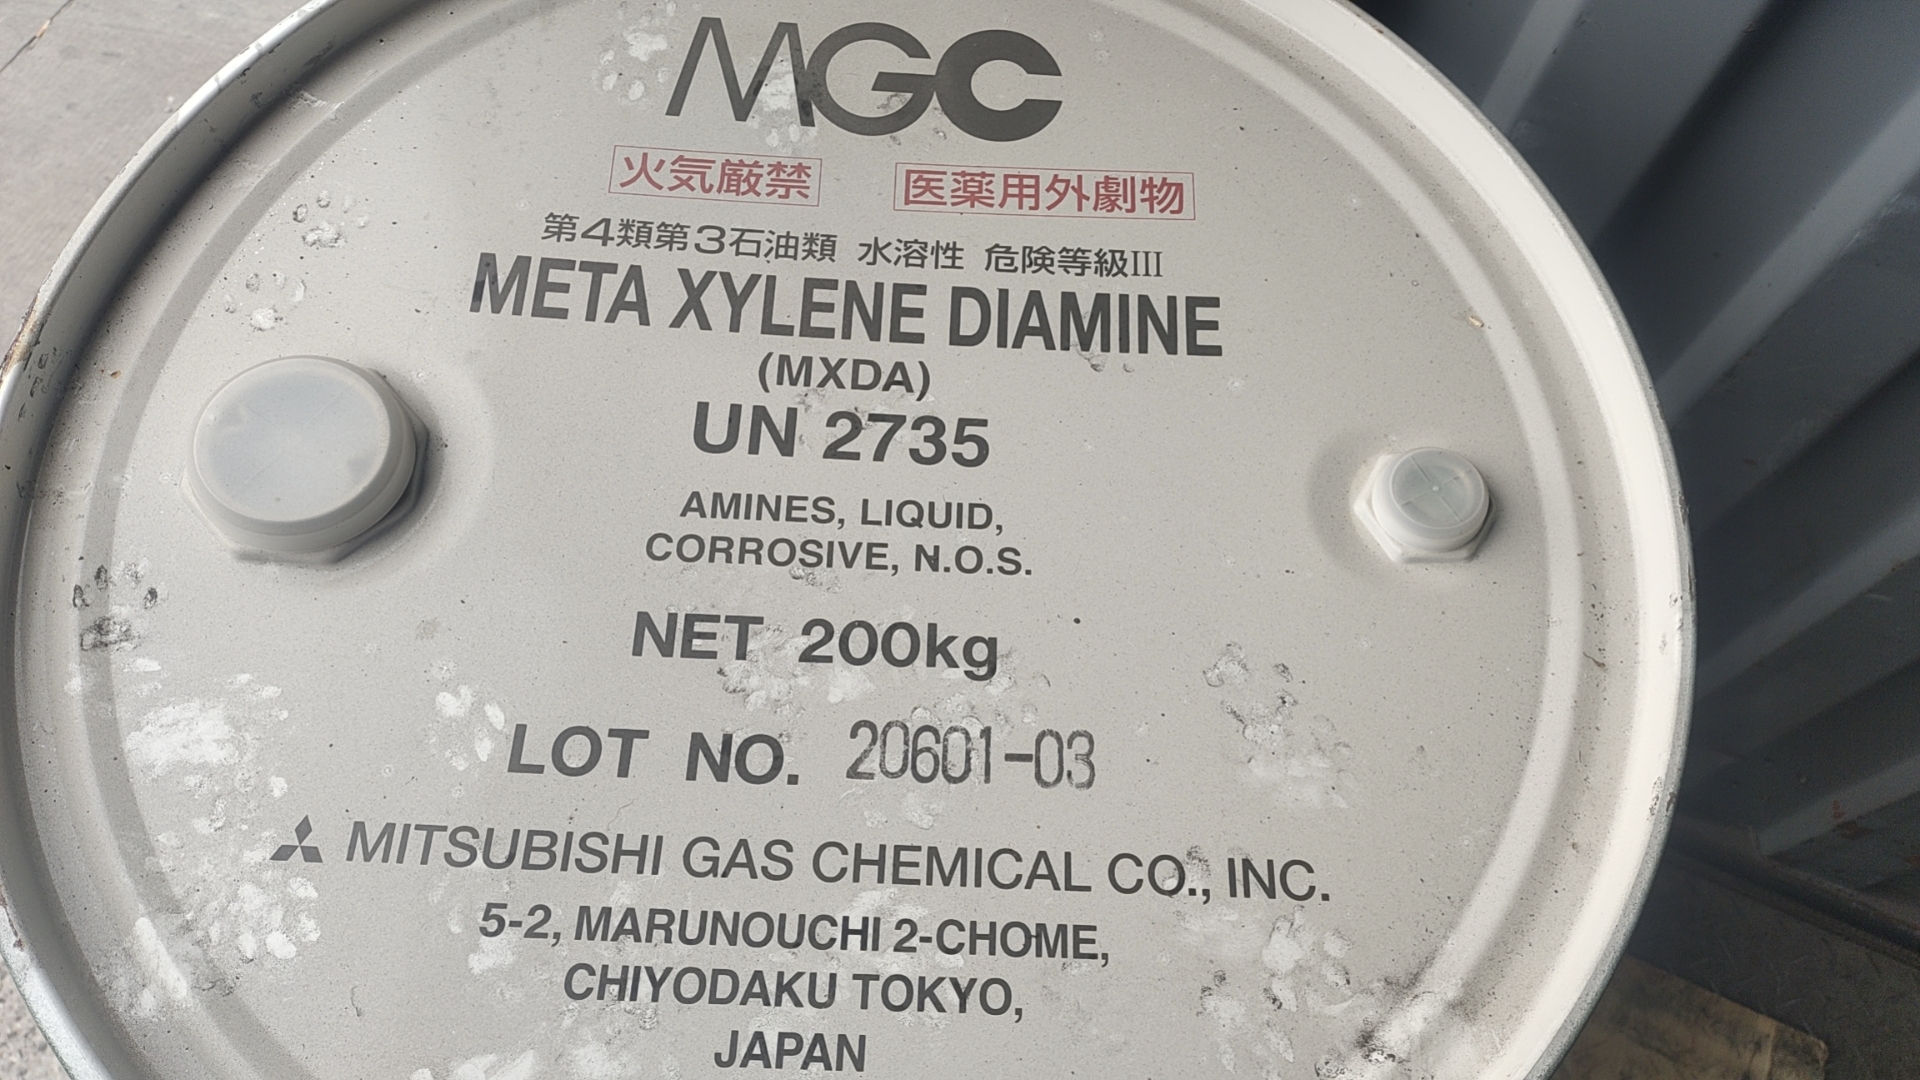 MGC
火気厳禁 医薬用外劇物
第4類第3石油類 水溶性 危険等級III
META XYLENE DIAMINE
(MXDA)
UN 2735
AMINES, LIQUID,
CORROSIVE, N.O.S.
NET 200kg
LOT NO. 20601-03
MITSUBISHI GAS CHEMICAL CO., INC.
5-2, MARUNOUCHI 2-CHOME,
CHIYODAKU TOKYO,
JAPAN